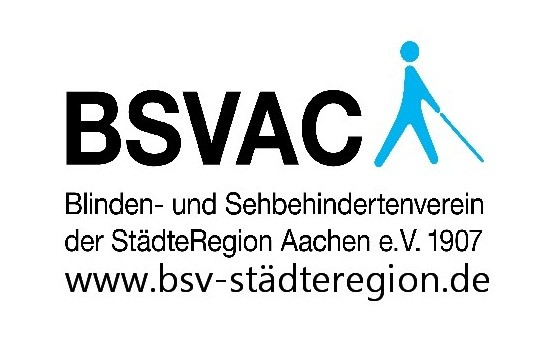 BSVAC
Blinden- und Sehbehindertenverein
der StädteRegion Aachen e.V. 1907
www.bsv-städteregion.de